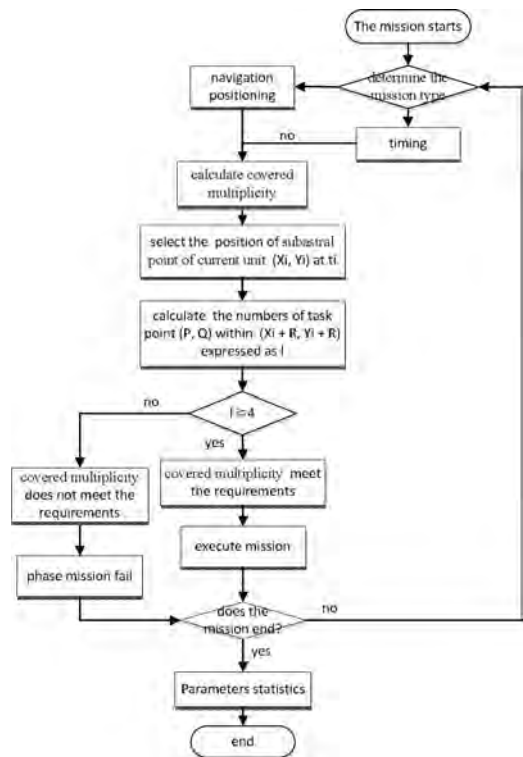 The mission starts
determine the
mission type
navigation
positioning
no
timing
calculate covered
multiplicity
select the position of subastral
point of current unit (Xi, Yi) at ti
calculate the numbers of task
point (P, Q) within (Xi + R, Yi + R)
expressed as I
no
I≥4
yes
covered multiplicity
does not meet the
requirements
covered multiplicity meet
the requirements
execute mission
phase mission fail
does the
mission end?
no
yes
Parameters statistics
end